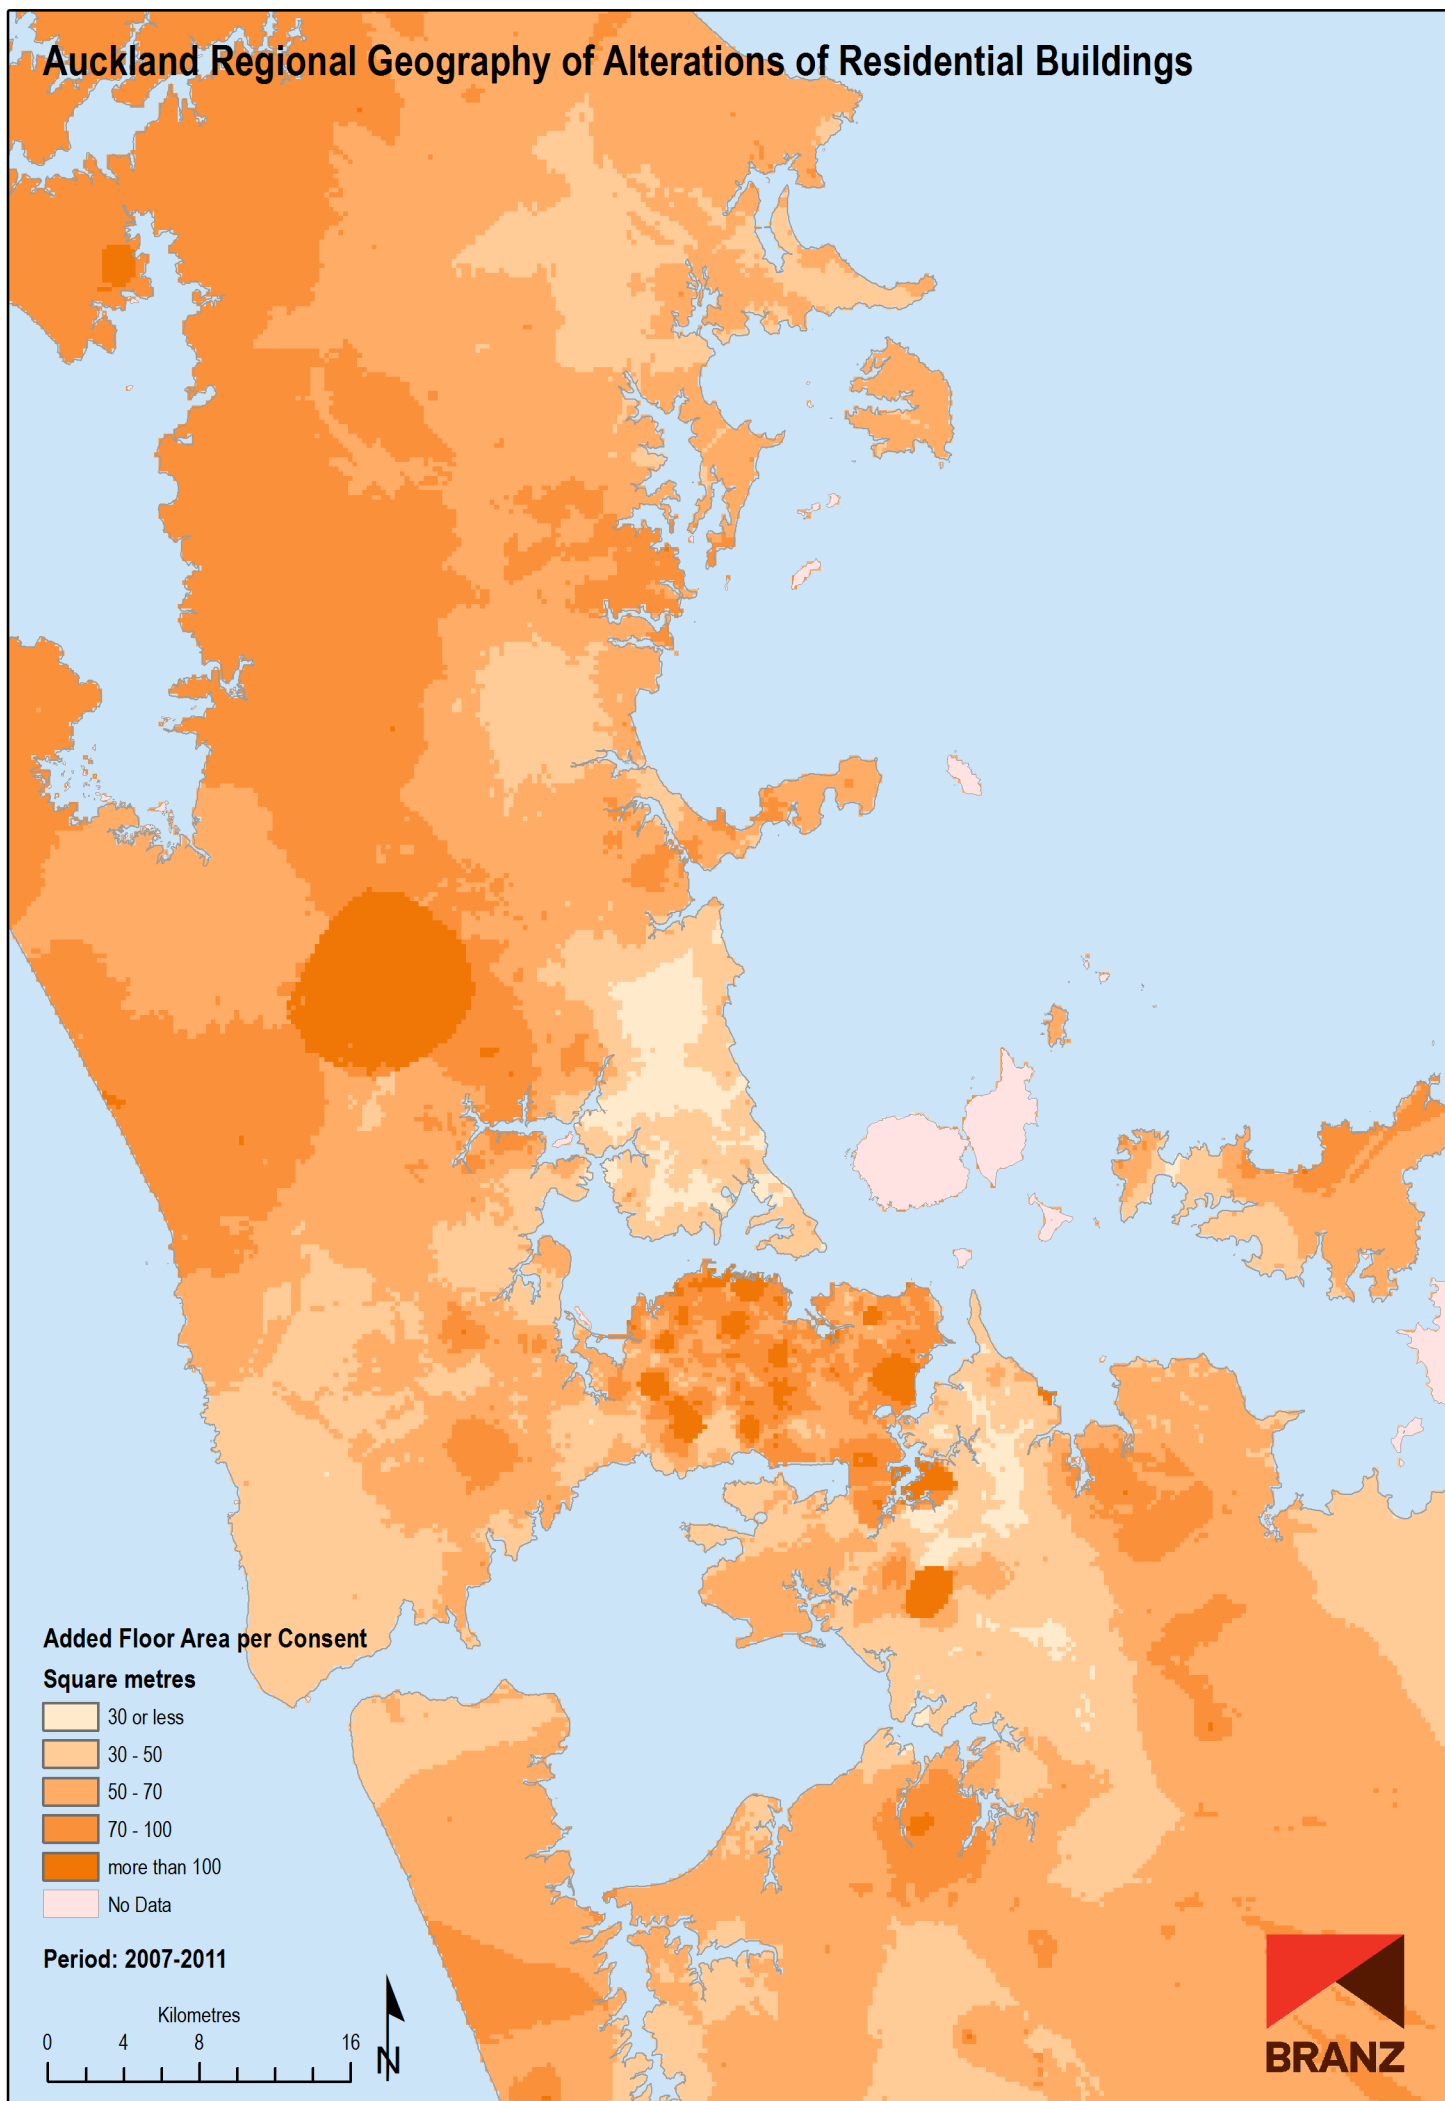 Auckland Regional Geography of Alterations of Residential Buildings
Added Floor Area per Consent
Square metres
30 or less
30 - 50
50 - 70
70 - 100
more than 100
No Data
Period: 2007-2011
Kilometres
0 4 8 16
N
BRANZ